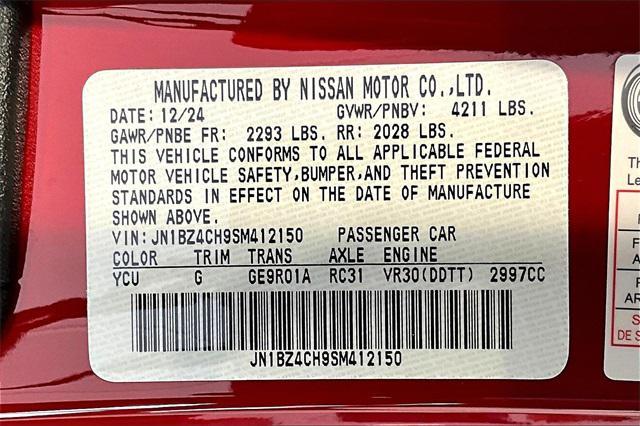 MANUFACTURED BY NISSAN MOTOR CO.,LTD.
DATE: 12/24 GVWR/PNBV: 4211 LBS.
GAWR/PNBE FR: 2293 LBS. RR: 2028 LBS.
THIS VEHICLE CONFORMS TO ALL APPLICABLE FEDERAL
MOTOR VEHICLE SAFETY,BUMPER,AND THEFT PREVENTION
STANDARDS IN EFFECT ON THE DATE OF MANUFACTURE
SHOWN ABOVE.
VIN: JN1BZ4CH9SM412150 PASSENGER CAR
COLOR TRIM TRANS AXLE ENGINE
YCU G GE9R01A RC31 VR30(DDTT) 2997CC
JN1BZ4CH9SM412150